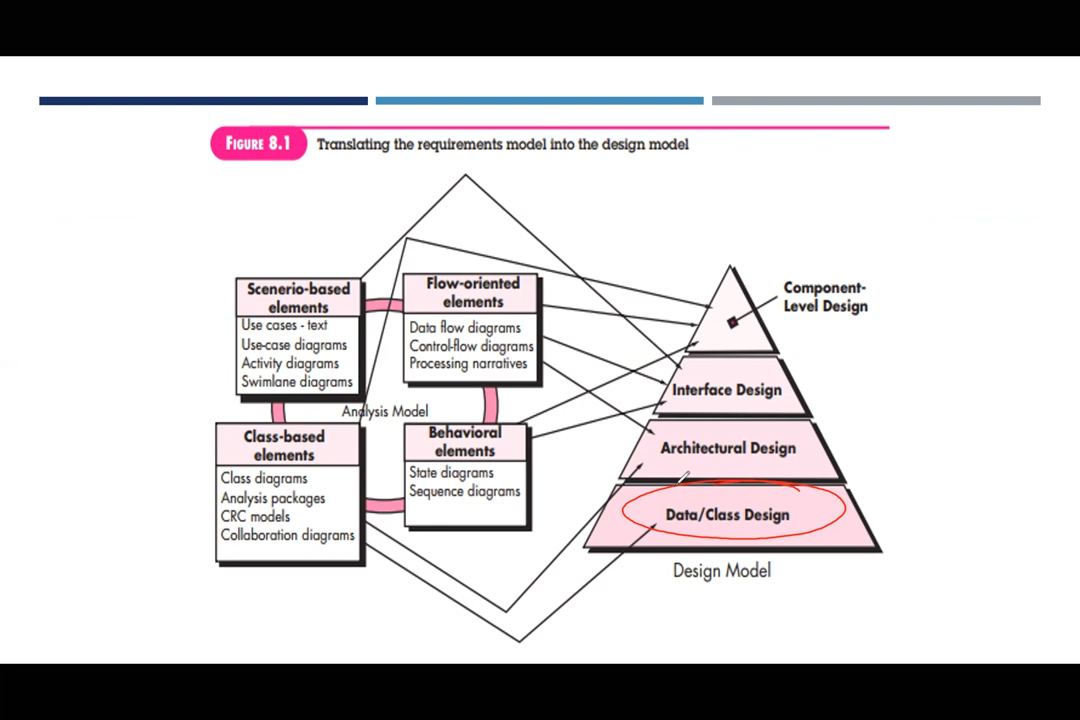 FIGURE 8.1
Translating the requirements model into the design model
Scenerio-based
elements
Use cases - text
Use-case diagrams
Activity diagrams
Swimlane diagrams
Flow-oriented
elements
Data flow diagrams
Control-flow diagrams
Processing narratives
Analysis Model
Class-based
elements
Class diagrams
Analysis packages
CRC models
Collaboration diagrams
Behavioral
elements
State diagrams
Sequence diagrams
Component-
Level Design
Interface Design
Architectural Design
Data/Class Design
Design Model